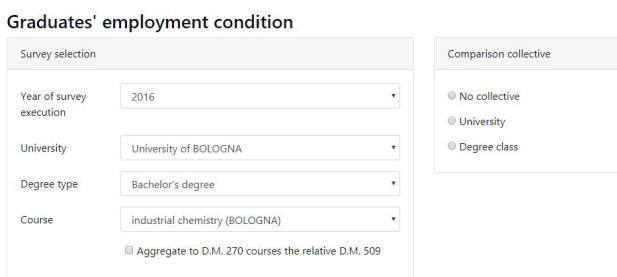 Graduates' employment condition
Survey selection
Year of survey
execution
2016
University
University of BOLOGNA
Degree type
Bachelor's degree
Course
industrial chemistry (BOLOGNA)
Aggregate to D.M. 270 courses the relative D.M. 509
Comparison collective
No collective
University
Degree class